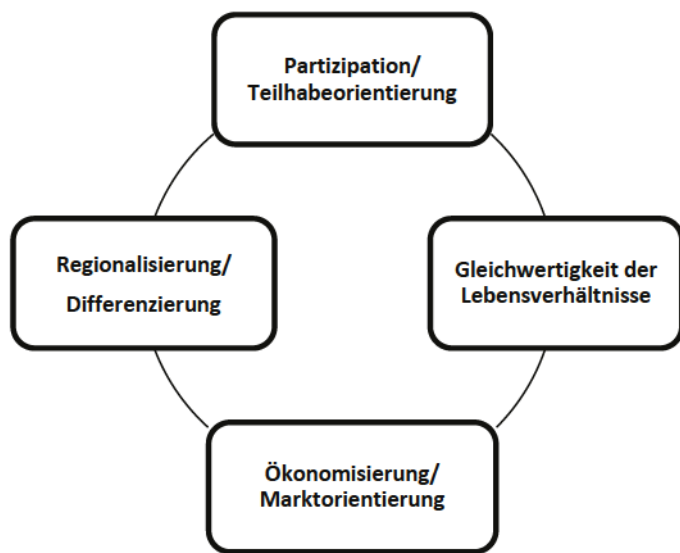 Partizipation/
Teilhabeorientierung
Regionalisierung/
Differenzierung
Gleichwertigkeit der
Lebensverhältnisse
Ökonomisierung/
Marktorientierung